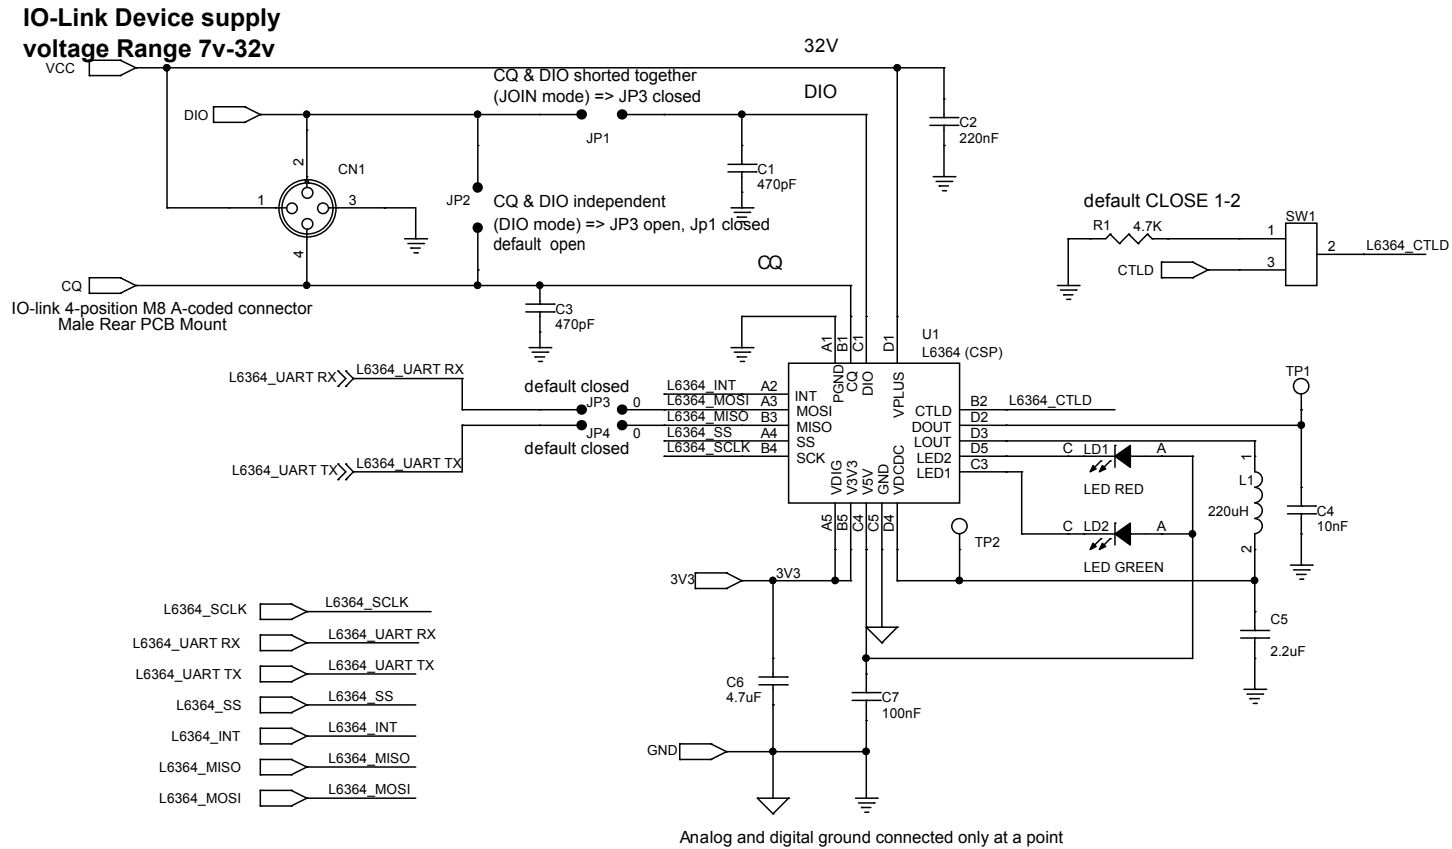 IO-Link Device supply
voltage Range 7v-32v
VCC
32V
CQ & DIO shorted together
(JOIN mode) => JP3 closed
DIO
DIO
JP1
C2
220nF
2
CN1
C1
470pF
1
3
JP2
CQ & DIO independent
(DIO mode) => JP3 open, Jp1 closed
default open
4
default CLOSE 1-2
R1
4.7K
1
SW1
2
L6364_CTLD
CTLD
3
CQ
CQ
IO-link 4-position M8 A-coded connector
Male Rear PCB Mount
C3
470pF
A1
B1
C1
D1
U1
L6364 (CSP)
PGND
CQ
DIO
VPLUS
L6364_UART RX
L6364_UART RX
default closed
JP3
0
JP4
0
default closed
L6364_UART TX
L6364_UART TX
L6364_INT
A2
INT
L6364_MOSI
A3
MOSI
L6364_MISO
B3
MISO
L6364_SS
A4
SS
L6364_SCLK
B4
SCK
CTLD
B2
L6364_CTLD
DOUT
D2
LOUT
D3
LED2
D5
LED1
C3
TP1
C
LD1
A
LED RED
C
LD2
A
LED GREEN
1
L1
220uH
2
C4
10nF
VDIG
V3V3
V5V
GND
VDCDC
A5
B5
C4
C5
D4
TP2
3V3
3V3
C5
2.2uF
C6
4.7uF
C7
100nF
GND
L6364_SCLK
L6364_SCLK
L6364_UART RX
L6364_UART RX
L6364_UART TX
L6364_UART TX
L6364_SS
L6364_SS
L6364_INT
L6364_INT
L6364_MISO
L6364_MISO
L6364_MOSI
L6364_MOSI
Analog and digital ground connected only at a point